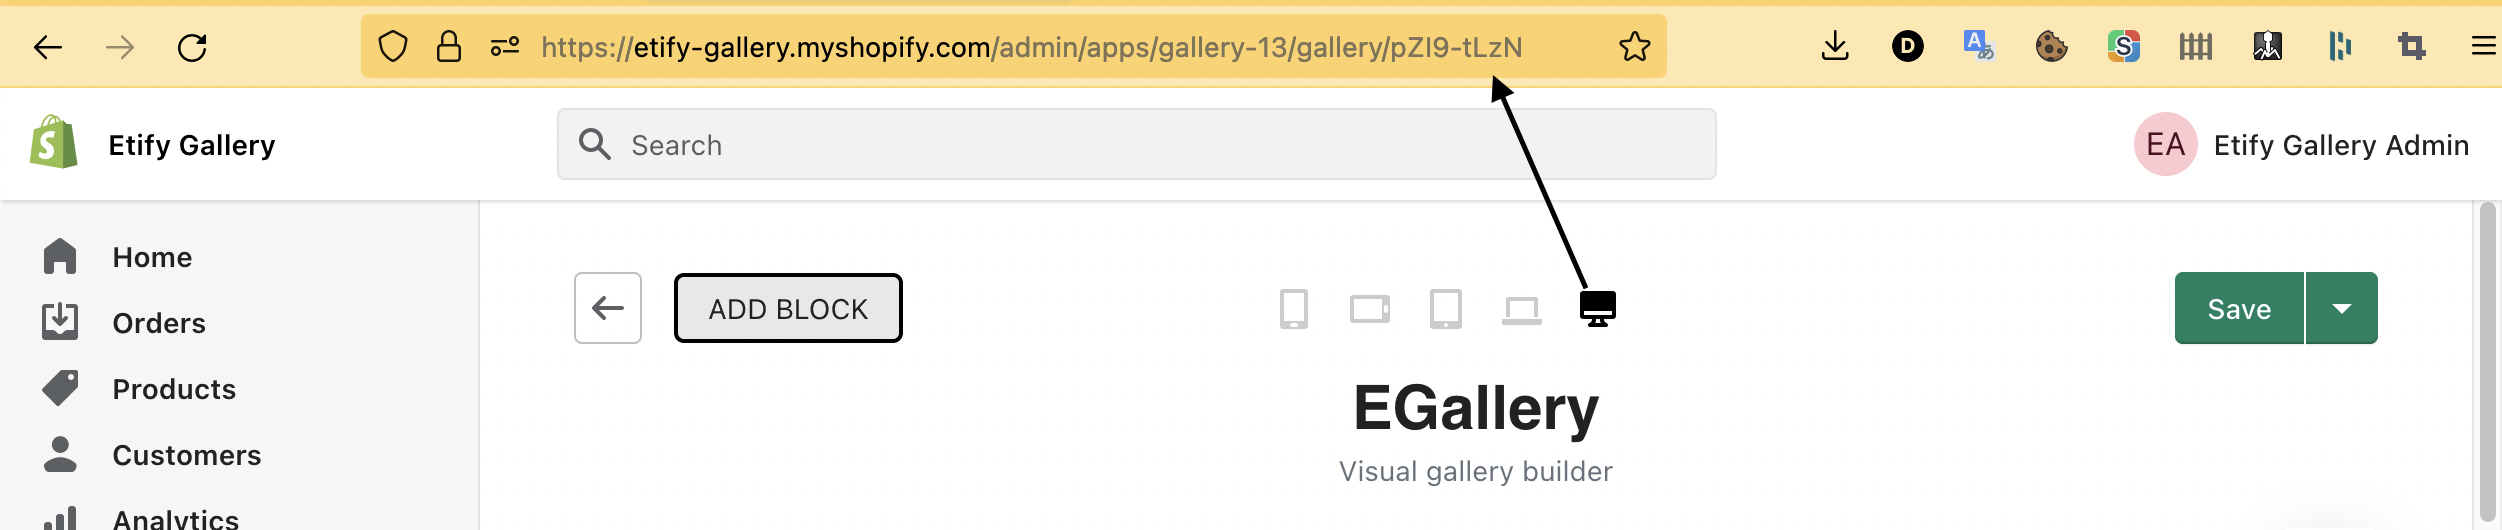 https://etify-gallery.myshopify.com/admin/apps/gallery-13/gallery/pZI9-tLzN
D
A
あ
S
S
Etify Gallery
Search
EA
Etify Gallery Admin
Home
Orders
Products
Customers
Analytics
ADD BLOCK
Save
EGallery
Visual gallery builder